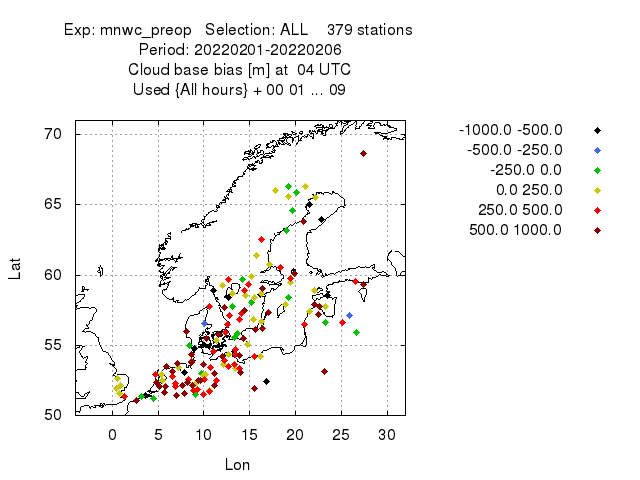 Exp: mnwc_preop Selection: ALL 379 stations
Period: 20220201-20220206
Cloud base bias [m] at 04 UTC
Used {All hours} + 00 01 ... 09
70
65
60
55
50
0 5 10 15 20 25 30
Lat
Lon
-1000.0 -500.0
-500.0 -250.0
-250.0 0.0
0.0 250.0
250.0 500.0
500.0 1000.0